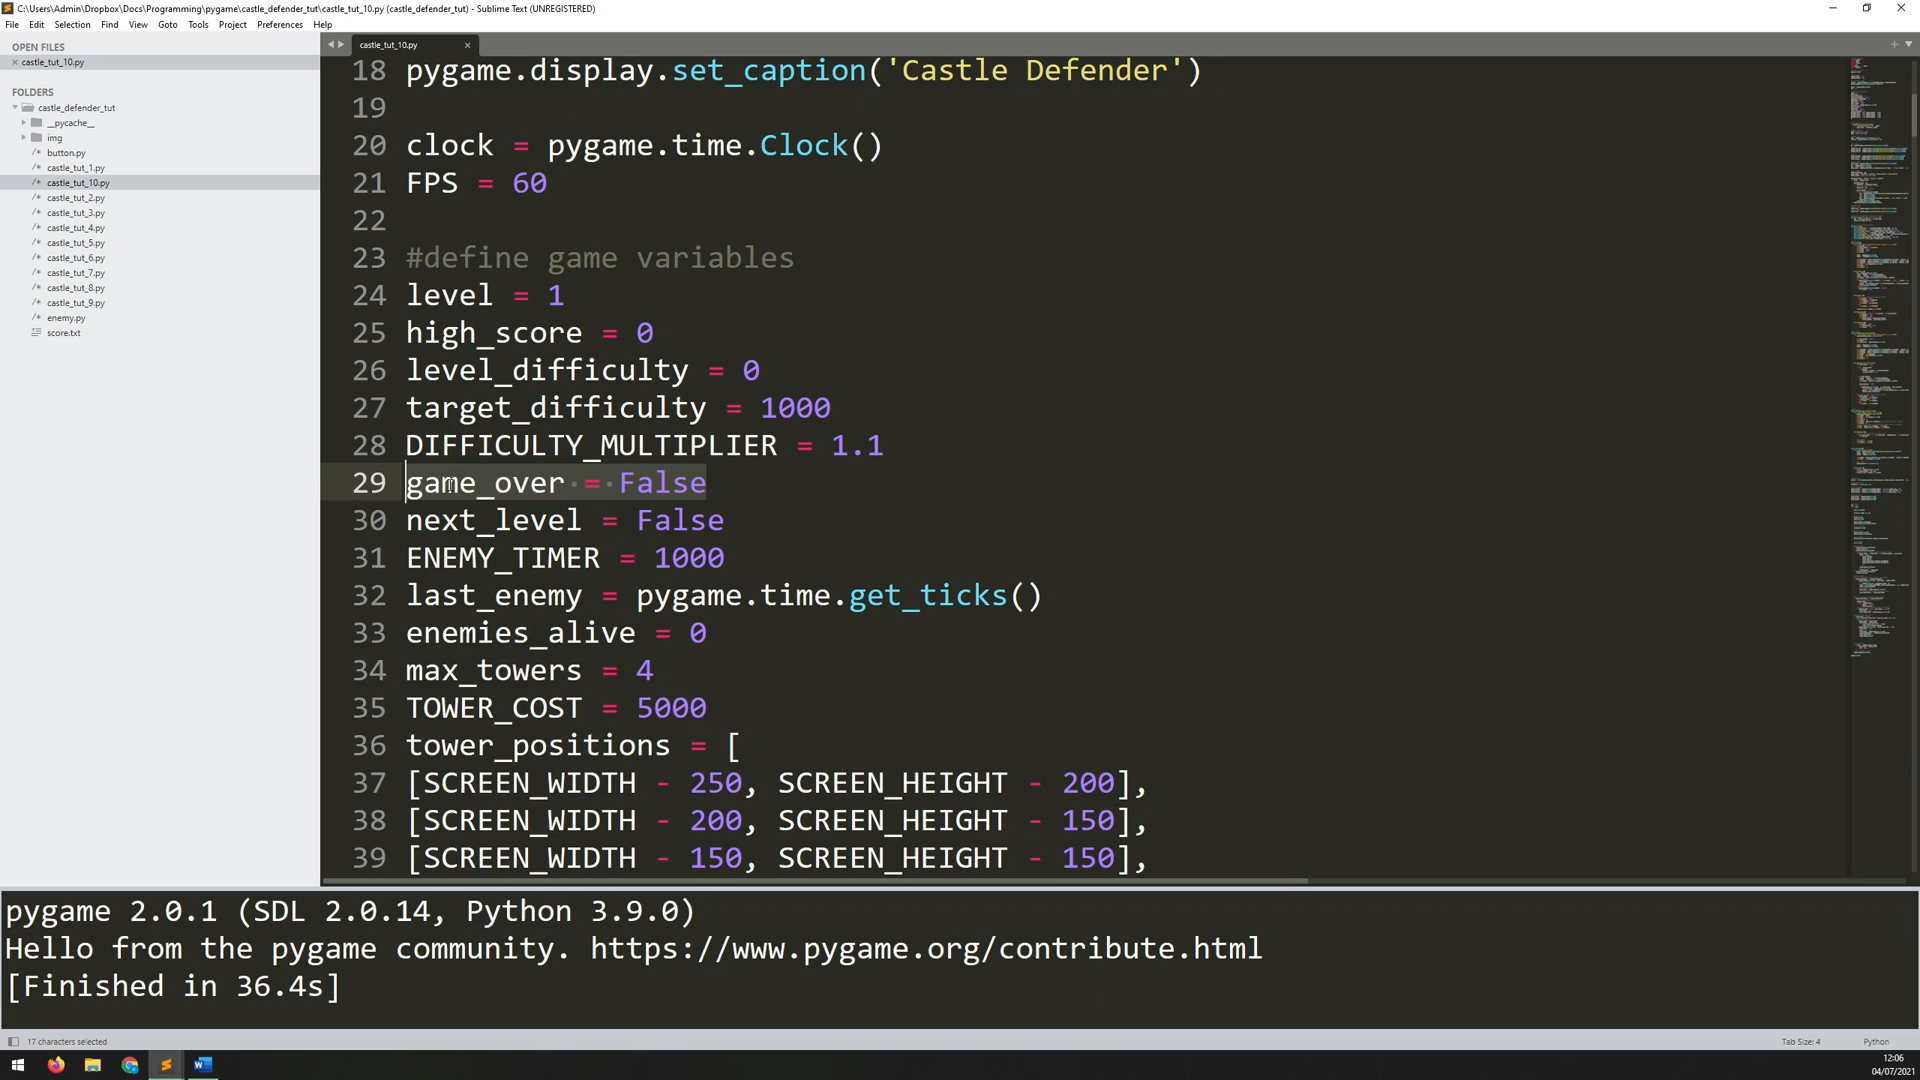 C:\Users\Admin\Dropbox\Docs\Programming\pygame\castle_defender_tut\castle_tut_10.py (castle_defender_tut) - Sublime Text (UNREGISTERED)
File Edit Selection Find View Goto Tools Project Preferences Help
OPEN FILES
castle_tut_10.py
FOLDERS
castle_defender_tut
__pycache__
img
button.py
castle_tut_1.py
castle_tut_10.py
castle_tut_2.py
castle_tut_3.py
castle_tut_4.py
castle_tut_5.py
castle_tut_6.py
castle_tut_7.py
castle_tut_8.py
castle_tut_9.py
enemy.py
score.txt
castle_tut_10.py
18 pygame.display.set_caption('Castle Defender')
19
20 clock = pygame.time.Clock()
21 FPS = 60
22
23 #define game variables
24 level = 1
25 high_score = 0
26 level_difficulty = 0
27 target_difficulty = 1000
28 DIFFICULTY_MULTIPLIER = 1.1
29 game_over = False
30 next_level = False
31 ENEMY_TIMER = 1000
32 last_enemy = pygame.time.get_ticks()
33 enemies_alive = 0
34 max_towers = 4
35 TOWER_COST = 5000
36 tower_positions = [
37 [SCREEN_WIDTH - 250, SCREEN_HEIGHT - 200],
38 [SCREEN_WIDTH - 200, SCREEN_HEIGHT - 150],
39 [SCREEN_WIDTH - 150, SCREEN_HEIGHT - 150],
pygame 2.0.1 (SDL 2.0.14, Python 3.9.0)
Hello from the pygame community. https://www.pygame.org/contribute.html
[Finished in 36.4s]
17 characters selected
Tab Size: 4
Python
12:06
04/07/2021